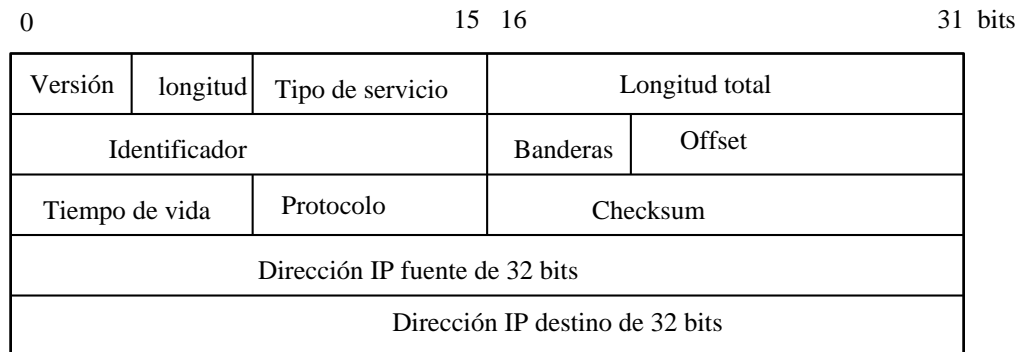 0 15 16 31 bits
Versión longitud Tipo de servicio Longitud total
Identificador Banderas Offset
Tiempo de vida Protocolo Checksum
Dirección IP fuente de 32 bits
Dirección IP destino de 32 bits